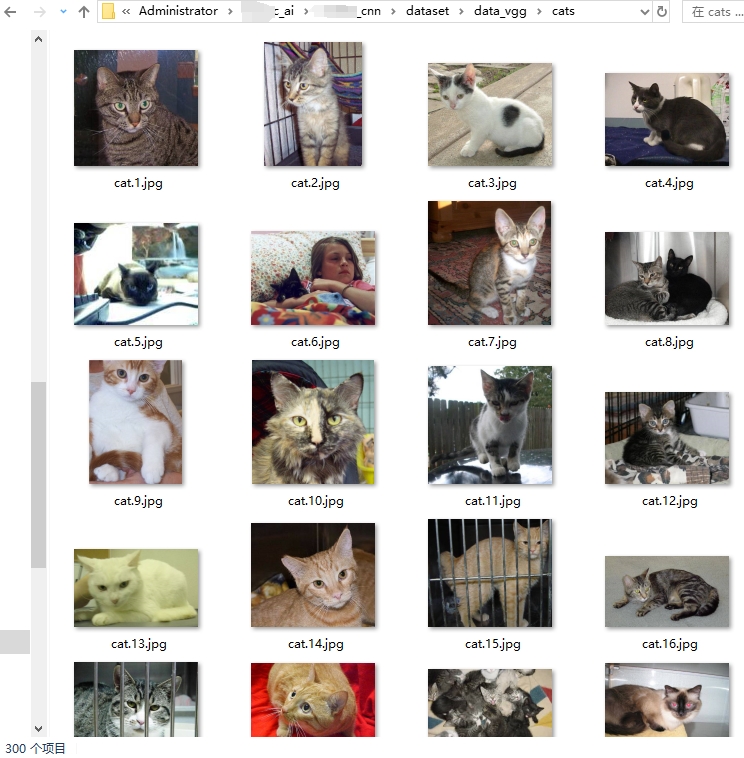 « Administrator › c_ai › _cnn › dataset › data_vgg › cats
在 cats ...
cat.1.jpg cat.2.jpg cat.3.jpg cat.4.jpg
cat.5.jpg cat.6.jpg cat.7.jpg cat.8.jpg
cat.9.jpg cat.10.jpg cat.11.jpg cat.12.jpg
cat.13.jpg cat.14.jpg cat.15.jpg cat.16.jpg
300 个项目